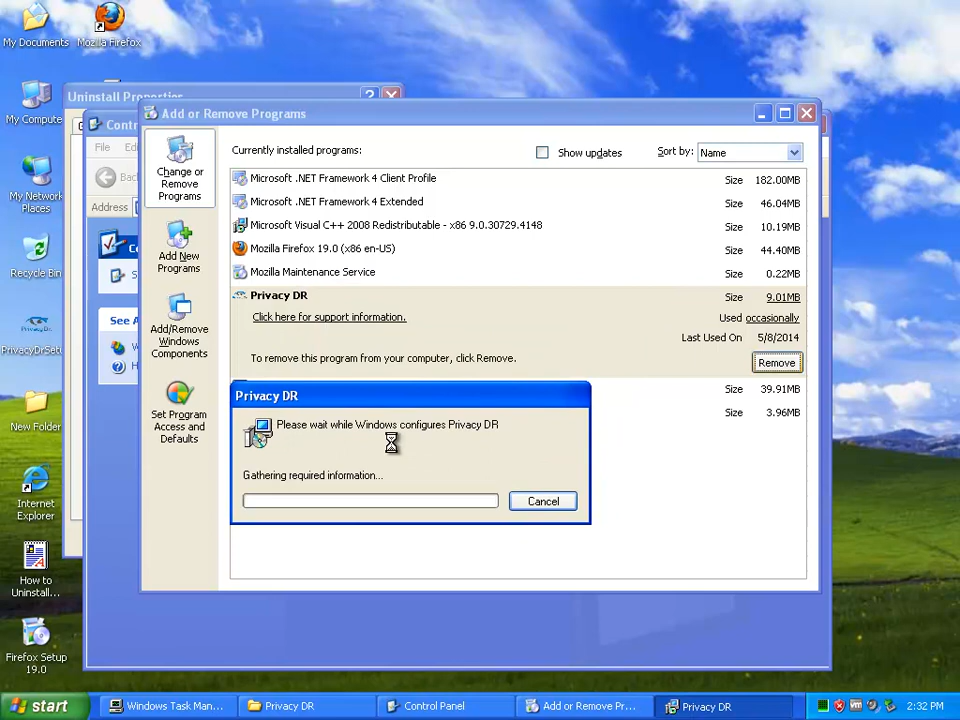 My Documents
Mozilla Firefox
My Compute
My Network
Places
Recycle Bin
PrivacyDRSet
New Folder
Internet
Explorer
How to
Uninstall...
Firefox Setup
19.0
Uninstall Properties
Contr
File
Ed
Bac
Address
See A
Add or Remove Programs
Change or
Remove
Programs
Add New
Programs
Add/Remove
Windows
Components
Set Program
Access and
Defaults
Currently installed programs:
Show updates
Sort by:
Name
Microsoft .NET Framework 4 Client Profile
Size 182.00MB
Microsoft .NET Framework 4 Extended
Size 46.04MB
Microsoft Visual C++ 2008 Redistributable - x86 9.0.30729.4148
Size 10.19MB
Mozilla Firefox 19.0 (x86 en-US)
Size 44.40MB
Mozilla Maintenance Service
Size 0.22MB
Privacy DR
Size 9.01MB
Click here for support information.
Used occasionally
Last Used On 5/8/2014
To remove this program from your computer, click Remove.
Remove
Size 39.91MB
Size 3.96MB
Privacy DR
Please wait while Windows configures Privacy DR
Gathering required information...
Cancel
start
Windows Task Man...
Privacy DR
Control Panel
Add or Remove Pr...
Privacy DR
2:32 PM